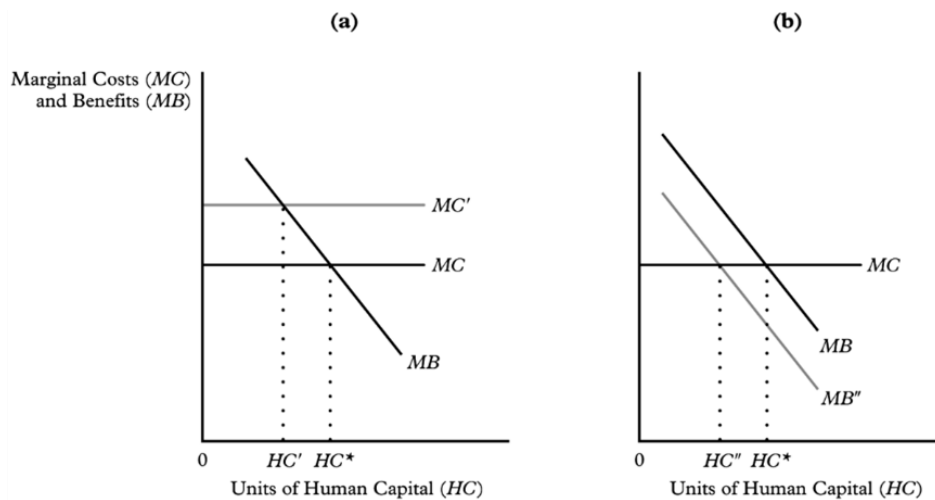 (a)
Marginal Costs (MC)
and Benefits (MB)
MC′
MC
MB
0
HC′
HC*
Units of Human Capital (HC)
(b)
MC
MB
MB″
0
HC″
HC*
Units of Human Capital (HC)